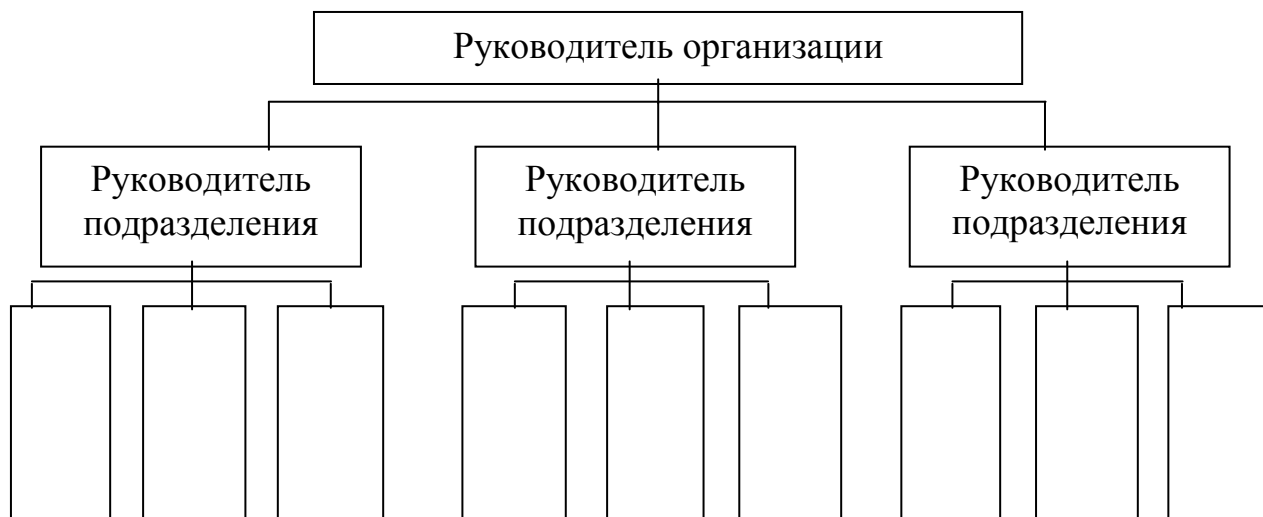 Руководитель организации
Руководитель
подразделения
Руководитель
подразделения
Руководитель
подразделения